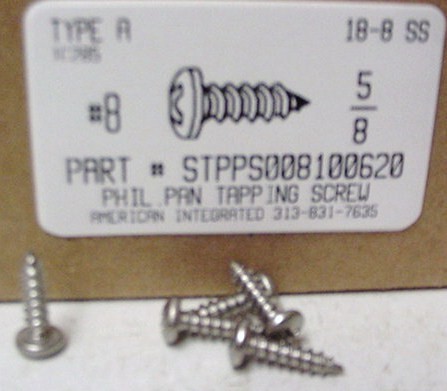 TYPE A 18-8 SS
#8 5/8
PART # STPPS008100620
PHIL.PAN TAPPING SCREW
AMERICAN INTEGRATED 313-831-7635